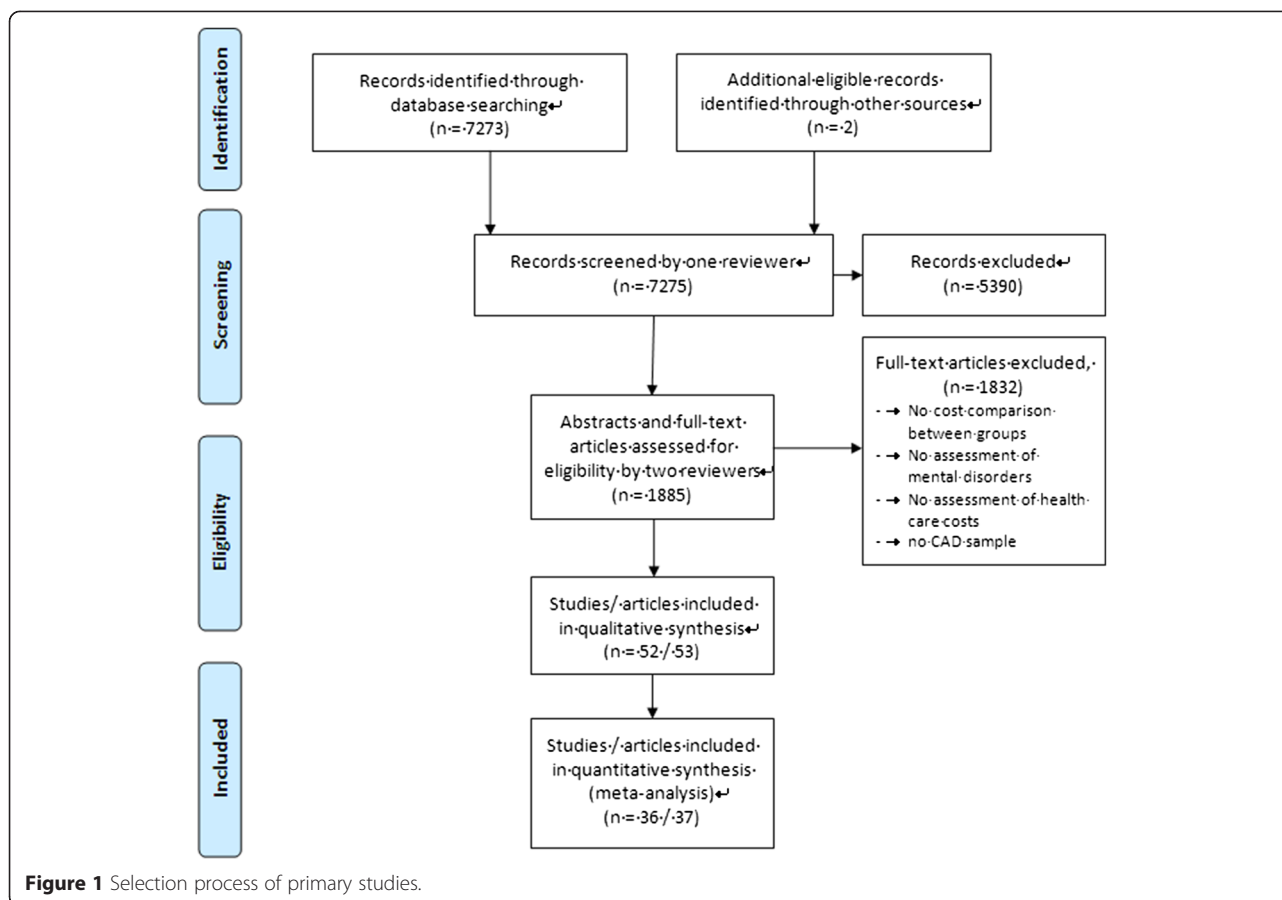 Identification
Records·identified·through·
database·searching↵
(n·=·7273)
Additional·eligible·records·
identified·through·other·sources↵
(n·=·2)
Screening
Records·screened·by·one·reviewer↵
(n·=·7275)
Records·excluded↵
(n·=·5390)
Eligibility
Abstracts·and·full-text·
articles·assessed·for·
eligibility·by·two·reviewers↵
(n·=·1885)
Full-text·articles·excluded,·
(n·=·1832)
-→ No·cost·comparison·
between·groups
-→ No·assessment·of·
mental·disorders
-→ No·assessment·of·health·
care·costs
-→ no·CAD·sample
Studies/·articles·included·
in·qualitative·synthesis↵
(n·=·52·/·53)
Included
Studies·/·articles·included·
in·quantitative·synthesis·
(meta-analysis)↵
(n·=·36·/·37)
Figure 1 Selection process of primary studies.